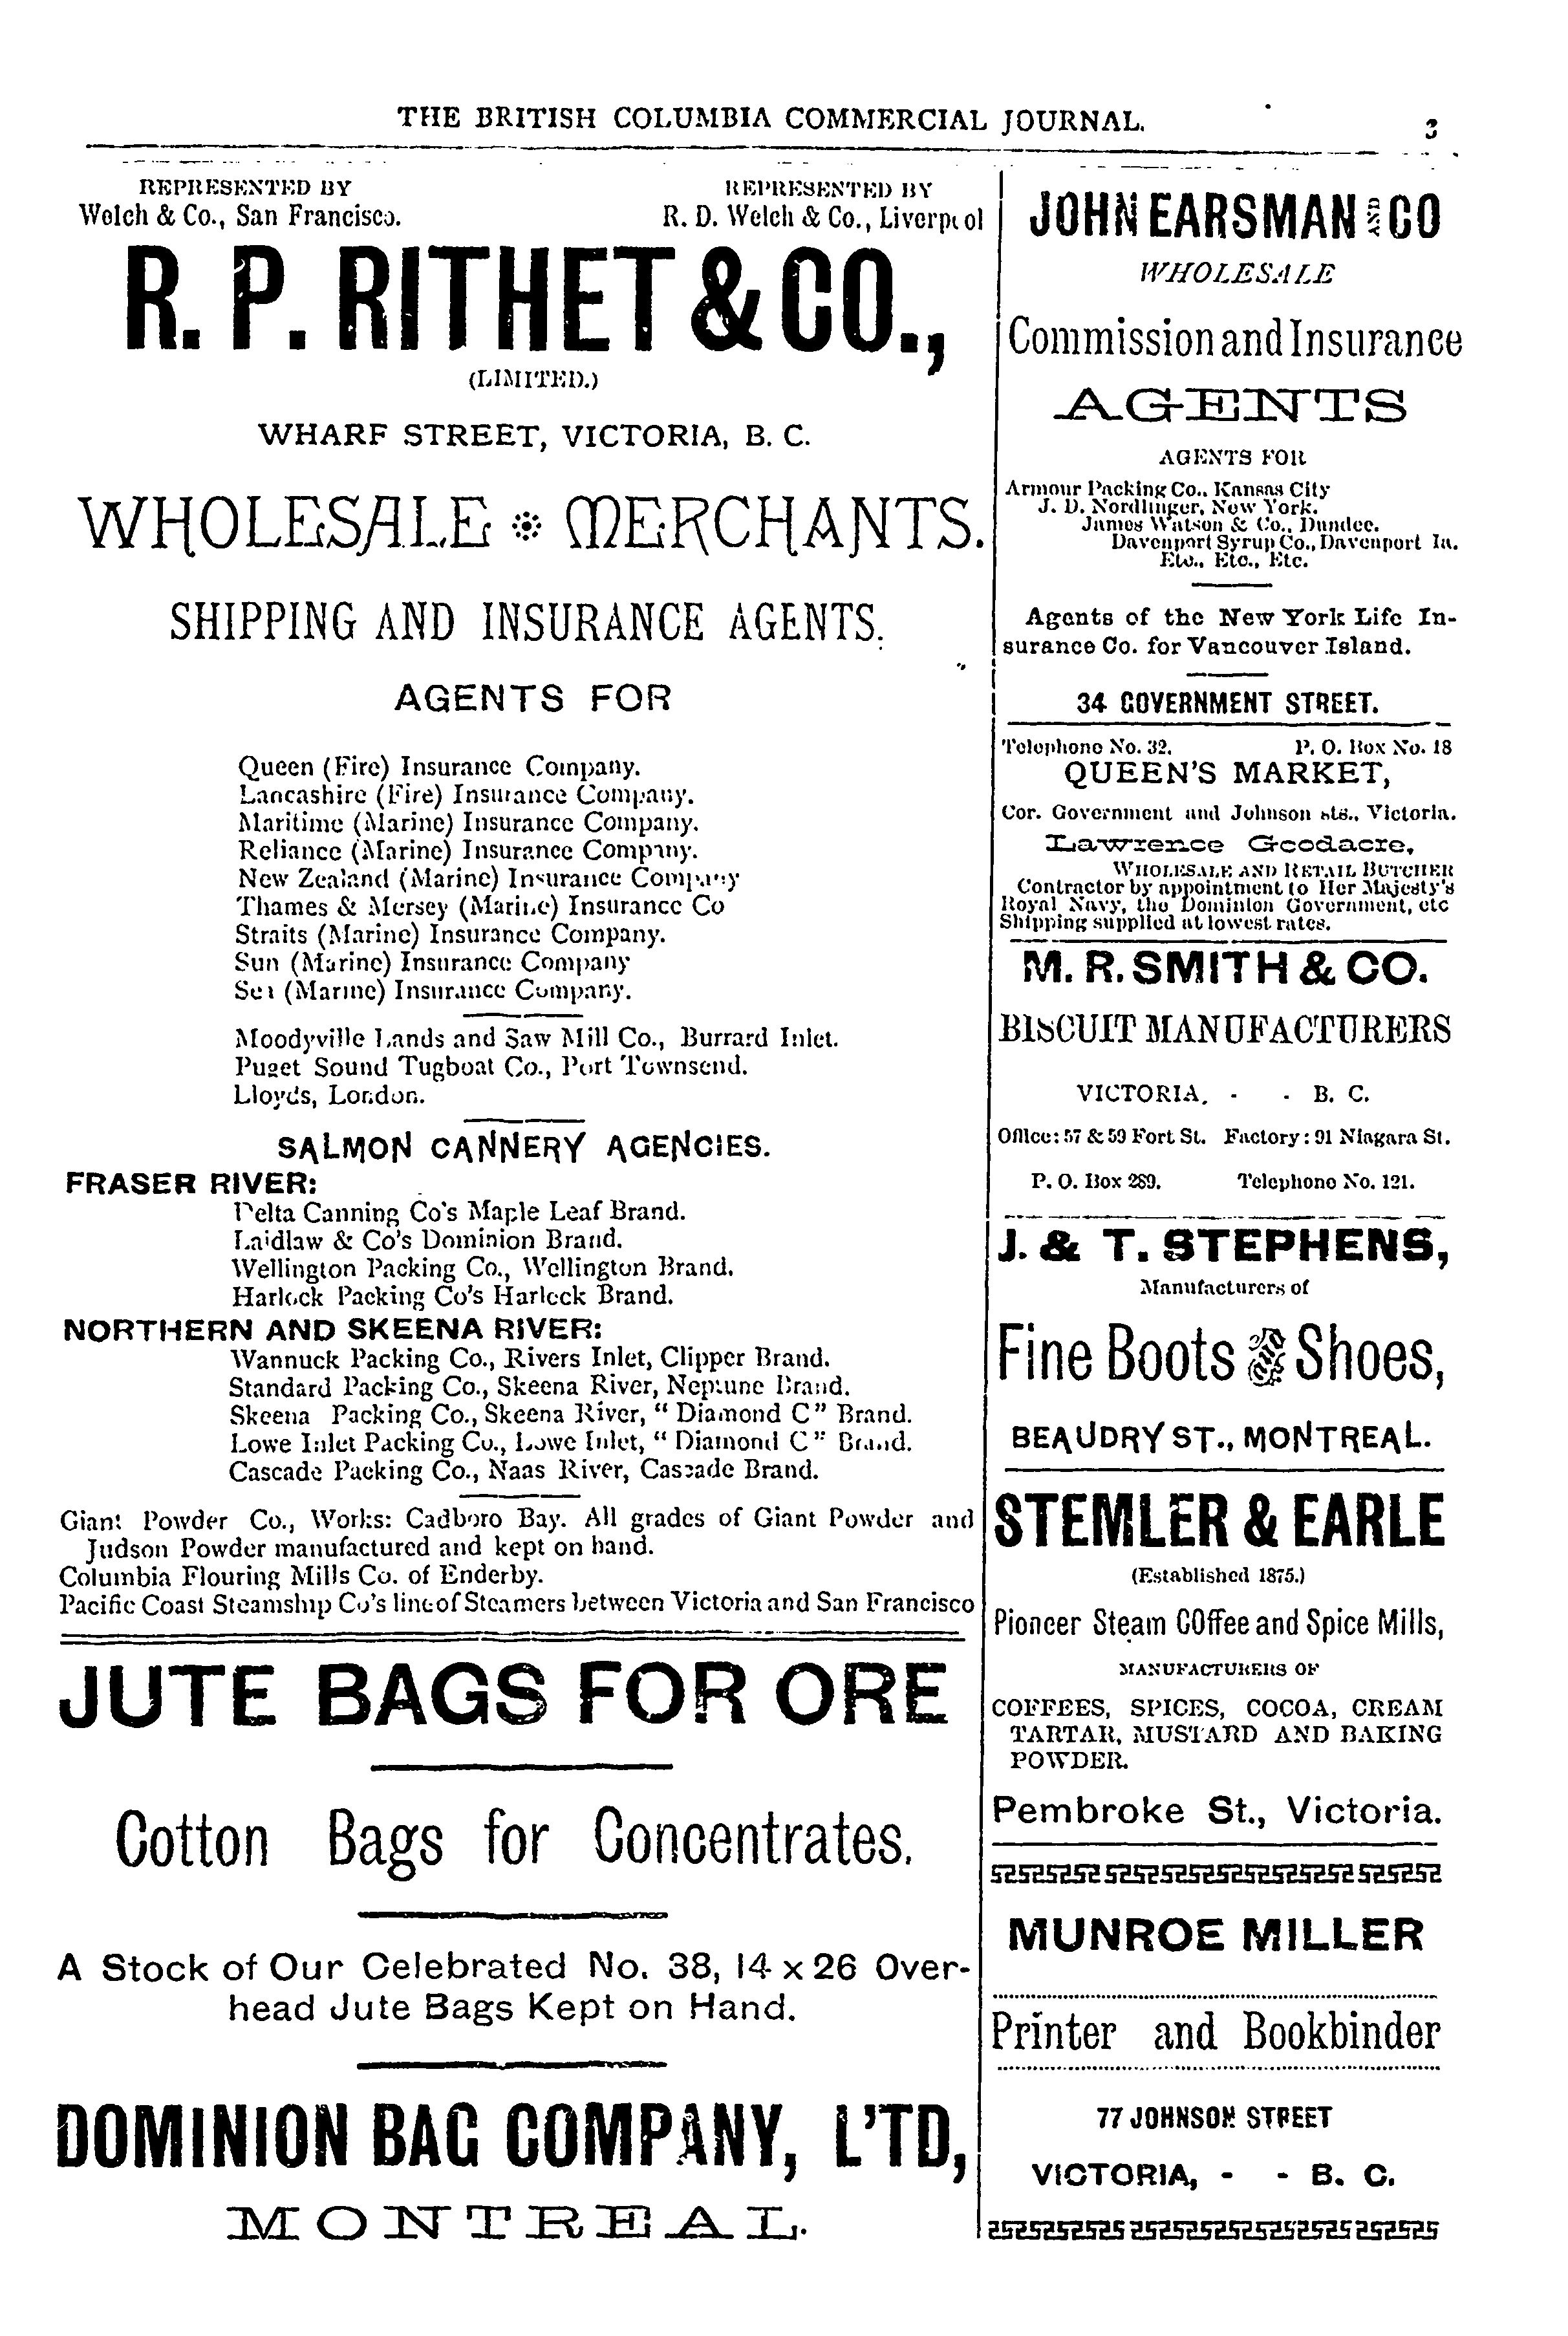 THE BRITISH COLUMBIA COMMERCIAL JOURNAL.
3
REPRESENTED BY
Welch & Co., San Francisco.
REPRESENTED BY
R. D. Welch & Co., Liverpool
R. P. RITHET & CO.,
(LIMITED.)
WHARF STREET, VICTORIA, B. C.
WHOLESALE MERCHANTS.
SHIPPING AND INSURANCE AGENTS.
AGENTS FOR
Queen (Fire) Insurance Company.
Lancashire (Fire) Insurance Company.
Maritime (Marine) Insurance Company.
Reliance (Marine) Insurance Company.
New Zealand (Marine) Insurance Company
Thames & Mersey (Marine) Insurance Co
Straits (Marine) Insurance Company.
Sun (Marine) Insurance Company
Sea (Marine) Insurance Company.
Moodyville Lands and Saw Mill Co., Burrard Inlet.
Puget Sound Tugboat Co., Port Townsend.
Lloyds, London.
SALMON CANNERY AGENCIES.
FRASER RIVER:
Delta Canning Co's Maple Leaf Brand.
Laidlaw & Co's Dominion Brand.
Wellington Packing Co., Wellington Brand.
Harlock Packing Co's Harlock Brand.
NORTHERN AND SKEENA RIVER:
Wannuck Packing Co., Rivers Inlet, Clipper Brand.
Standard Packing Co., Skeena River, Neptune Brand.
Skeena Packing Co., Skeena River, "Diamond C" Brand.
Lowe Inlet Packing Co., Lowe Inlet, "Diamond C" Brand.
Cascade Packing Co., Naas River, Cascade Brand.
Giant Powder Co., Works: Cadboro Bay. All grades of Giant Powder and
Judson Powder manufactured and kept on hand.
Columbia Flouring Mills Co. of Enderby.
Pacific Coast Steamship Co's line of Steamers between Victoria and San Francisco
JUTE BAGS FOR ORE
Cotton Bags for Concentrates.
A Stock of Our Celebrated No. 38, 14 x 26 Over-
head Jute Bags Kept on Hand.
DOMINION BAG COMPANY, L'TD,
MONTREAL.
JOHN EARSMAN AND CO
WHOLESALE
Commission and Insurance
AGENTS
AGENTS FOR
Armour Packing Co., Kansas City
J. D. Nordlinger, New York.
James Watson & Co., Dundee.
Davenport Syrup Co., Davenport Ia.
Etc., Etc., Etc.
Agents of the New York Life In-
surance Co. for Vancouver Island.
34 GOVERNMENT STREET.
Telephone No. 32. P. O. Box No. 18
QUEEN'S MARKET,
Cor. Government and Johnson sts., Victoria.
Lawrence Goodacre,
WHOLESALE AND RETAIL BUTCHER
Contractor by appointment to Her Majesty's
Royal Navy, the Dominion Government, etc
Shipping supplied at lowest rates.
M. R. SMITH & CO.
BISCUIT MANUFACTURERS
VICTORIA, - - B. C.
Office: 57 & 59 Fort St. Factory: 91 Niagara St.
P. O. Box 289. Telephone No. 121.
J. & T. STEPHENS,
Manufacturers of
Fine Boots and Shoes,
BEAUDRY ST., MONTREAL.
STEMLER & EARLE
(Established 1875.)
Pioneer Steam COffee and Spice Mills,
MANUFACTURERS OF
COFFEES, SPICES, COCOA, CREAM
TARTAR, MUSTARD AND BAKING
POWDER.
Pembroke St., Victoria.
MUNROE MILLER
Printer and Bookbinder
77 JOHNSON STREET
VICTORIA, - - B. C.